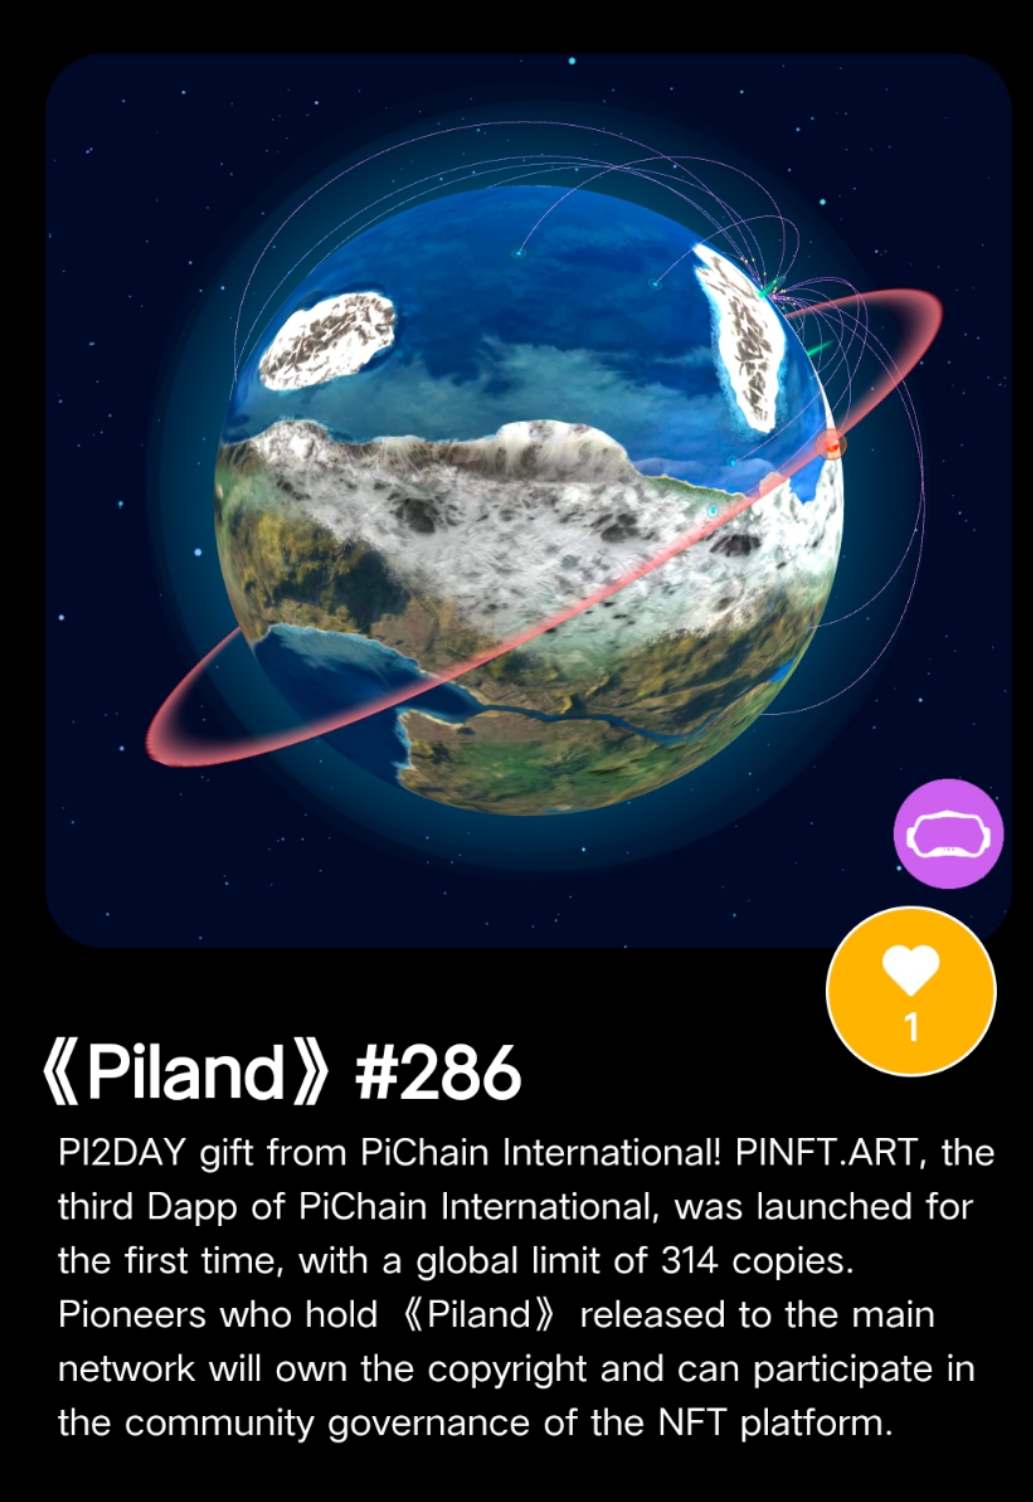 1
《Piland》 #286
PI2DAY gift from PiChain International! PINFT.ART, the
third Dapp of PiChain International, was launched for
the first time, with a global limit of 314 copies.
Pioneers who hold 《Piland》 released to the main
network will own the copyright and can participate in
the community governance of the NFT platform.